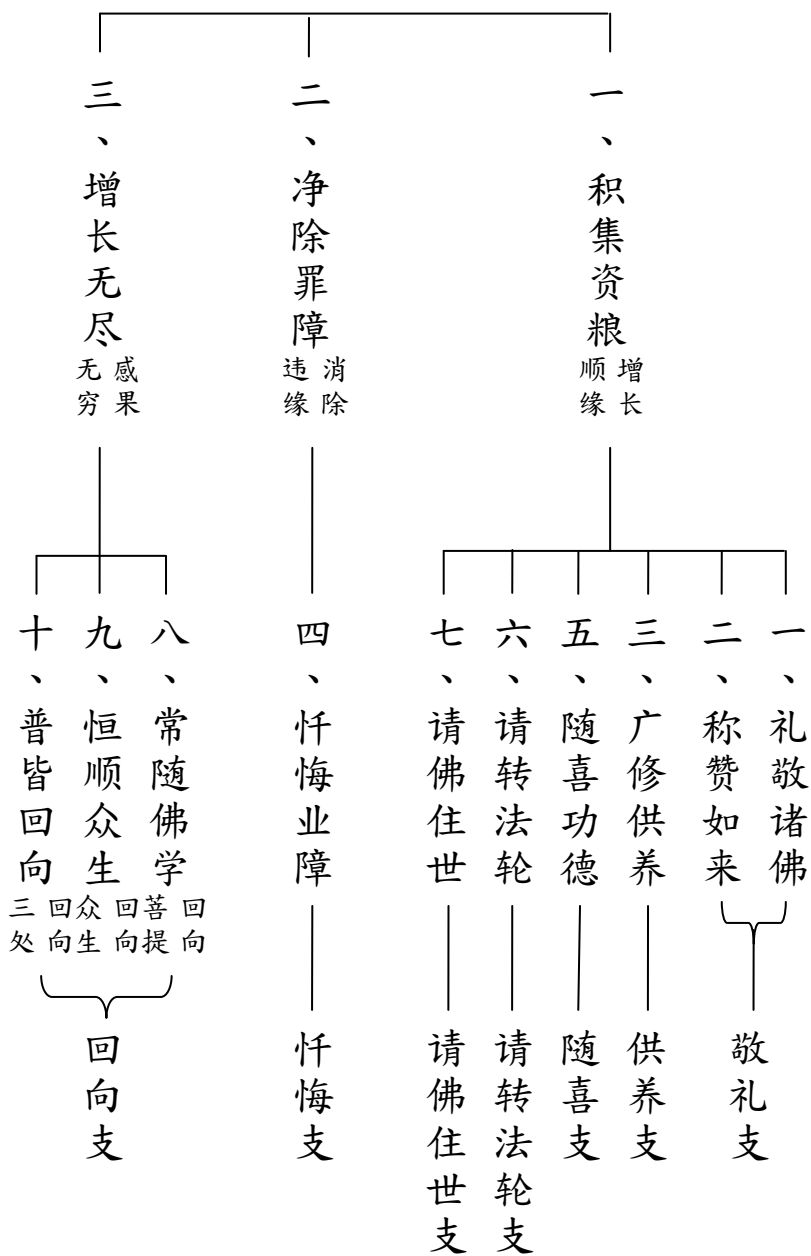 一、积集资粮
增长
顺缘
二、净除罪障
消除
违缘
三、增长无尽
感果
无穷
一、礼敬诸佛
二、称赞如来
三、广修供养
五、随喜功德
六、请转法轮
七、请佛住世
四、忏悔业障
八、常随佛学
回向
菩提
九、恒顺众生
回向
众生
十、普皆回向
回向
三处
敬礼支
供养支
随喜支
请转法轮支
请佛住世支
忏悔支
回向支